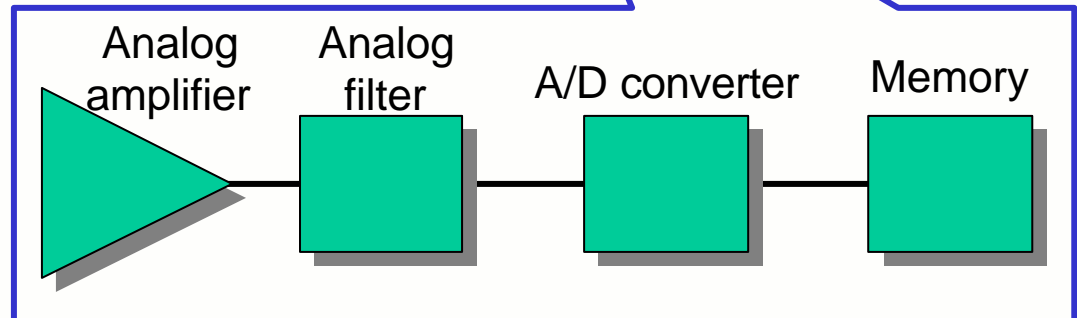 Analog
amplifier
Analog
filter
A/D converter
Memory